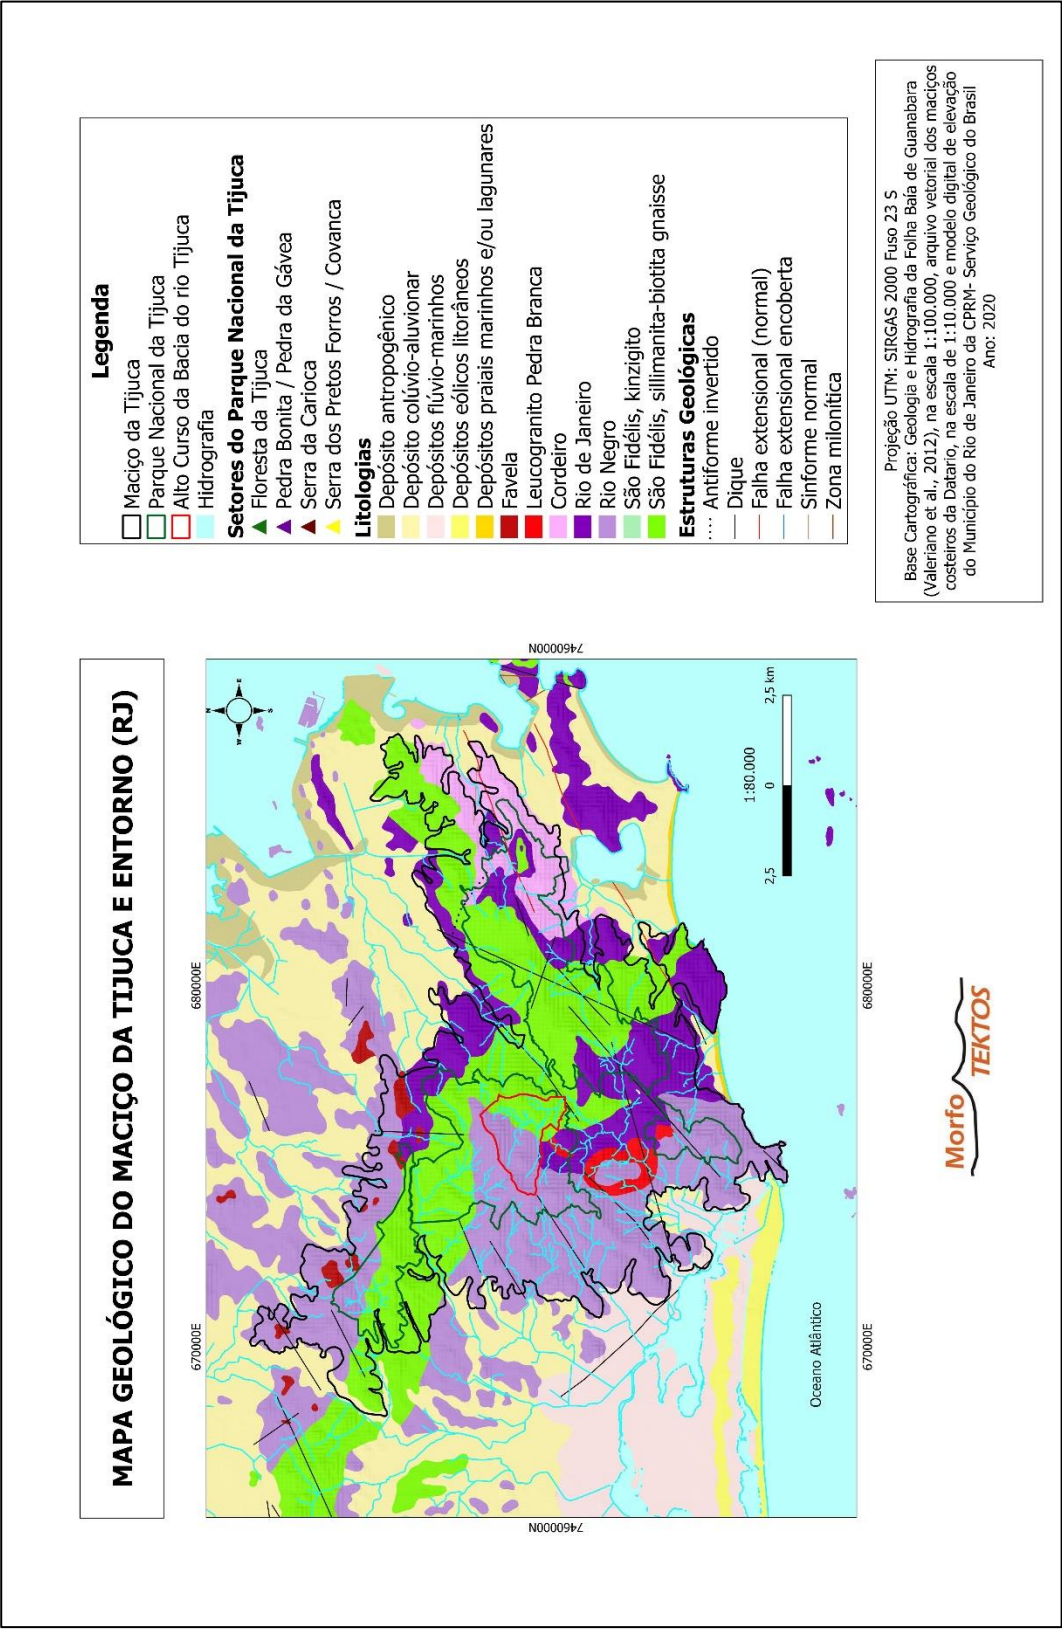 MAPA GEOLÓGICO DO MACIÇO DA TIJUCA E ENTORNO (RJ)
670000E
680000E
7460000N
7460000N
N
W
E
S
1:80.000
2,5
0
2,5 km
Oceano Atlântico
670000E
680000E
Morfo
TEKTOS
Legenda
Maciço da Tijuca
Parque Nacional da Tijuca
Alto Curso da Bacia do rio Tijuca
Hidrografia
Setores do Parque Nacional da Tijuca
Floresta da Tijuca
Pedra Bonita / Pedra da Gávea
Serra da Carioca
Serra dos Pretos Forros / Covanca
Litologias
Depósito antropogênico
Depósito colúvio-aluvionar
Depósitos flúvio-marinhos
Depósitos eólicos litorâneos
Depósitos praiais marinhos e/ou lagunares
Favela
Leucogranito Pedra Branca
Cordeiro
Rio de Janeiro
Rio Negro
São Fidélis, kinzigito
São Fidélis, sillimanita-biotita gnaisse
Estruturas Geológicas
Antiforme invertido
Dique
Falha extensional (normal)
Falha extensional encoberta
Sinforme normal
Zona milonítica
Projeção UTM: SIRGAS 2000 Fuso 23 S
Base Cartográfica: Geologia e Hidrografia da Folha Baía de Guanabara
(Valeriano et al., 2012), na escala 1:100.000, arquivo vetorial dos maciços
costeiros da Datario, na escala de 1:10.000 e modelo digital de elevação
do Município do Rio de Janeiro da CPRM- Serviço Geológico do Brasil
Ano: 2020